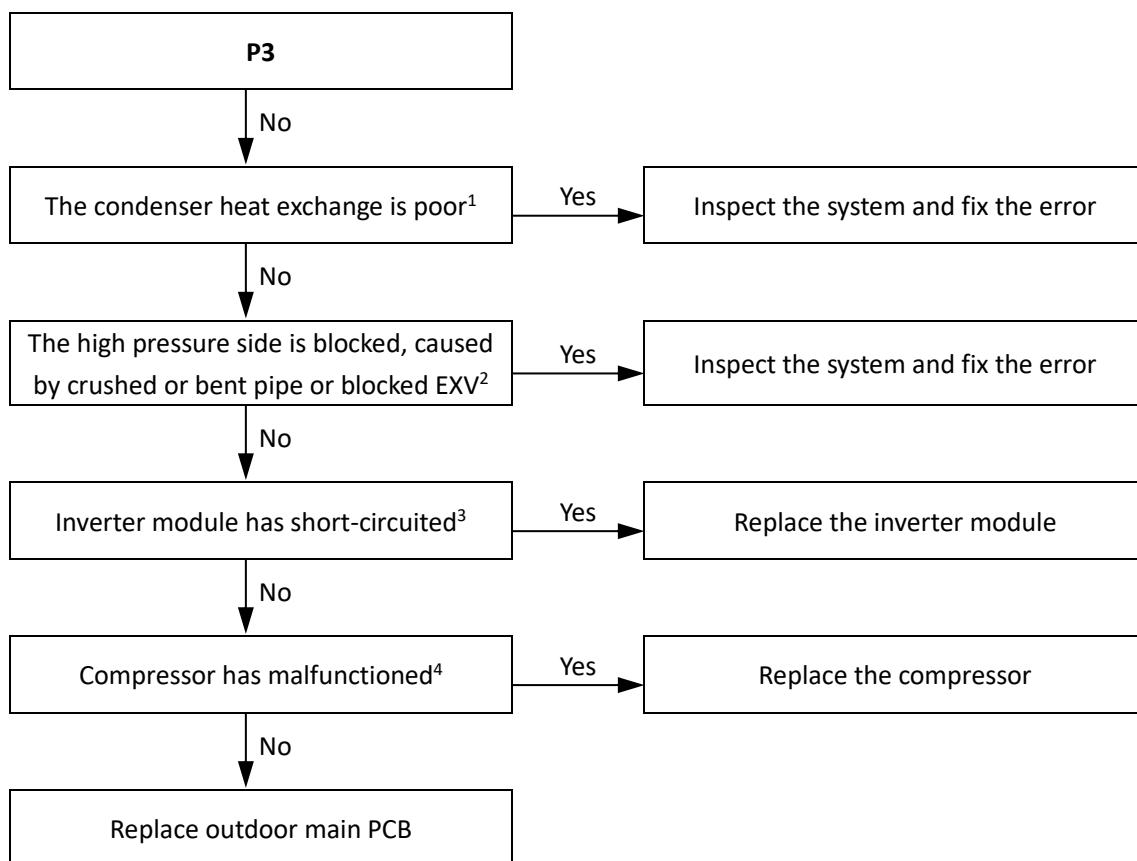 P3
No
The condenser heat exchange is poor¹
Yes
Inspect the system and fix the error
No
The high pressure side is blocked, caused
by crushed or bent pipe or blocked EXV²
Yes
Inspect the system and fix the error
No
Inverter module has short-circuited³
Yes
Replace the inverter module
No
Compressor has malfunctioned⁴
Yes
Replace the compressor
No
Replace outdoor main PCB